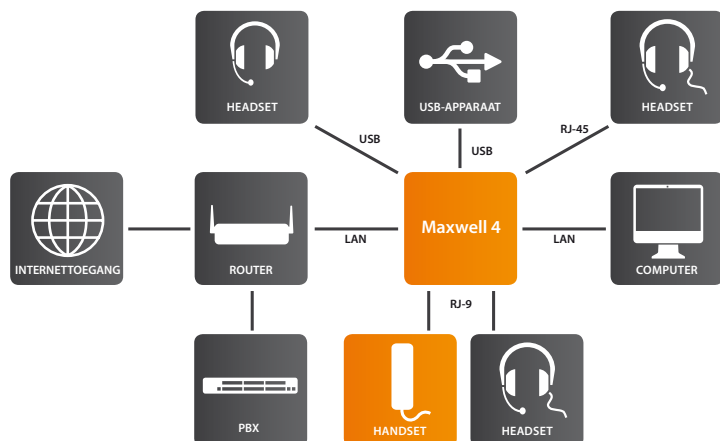 HEADSET
USB-APPARAAT
HEADSET
USB
USB
RJ-45
INTERNETTOEGANG
ROUTER
LAN
Maxwell 4
LAN
COMPUTER
RJ-9
PBX
HANDSET
HEADSET